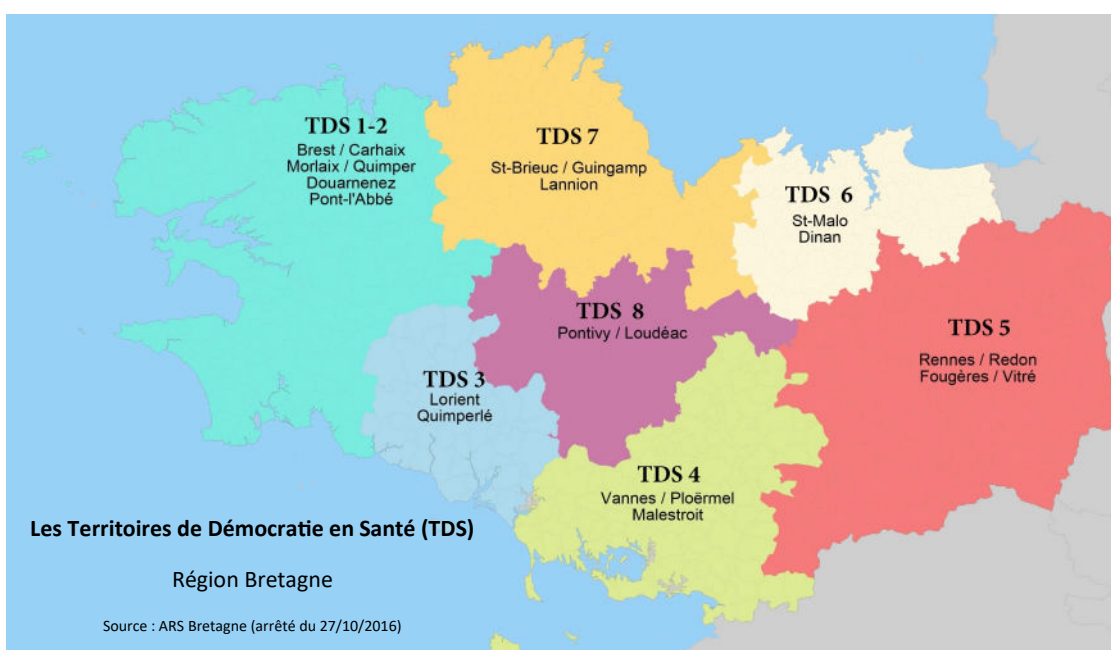 TDS 1-2
Brest / Carhaix
Morlaix / Quimper
Douarnenez
Pont-l'Abbé
TDS 7
St-Brieuc / Guingamp
Lannion
TDS 6
St-Malo
Dinan
TDS 8
Pontivy / Loudéac
TDS 5
Rennes / Redon
Fougères / Vitré
TDS 3
Lorient
Quimperlé
TDS 4
Vannes / Ploërmel
Malestroit
Les Territoires de Démocratie en Santé (TDS)
Région Bretagne
Source : ARS Bretagne (arrêté du 27/10/2016)